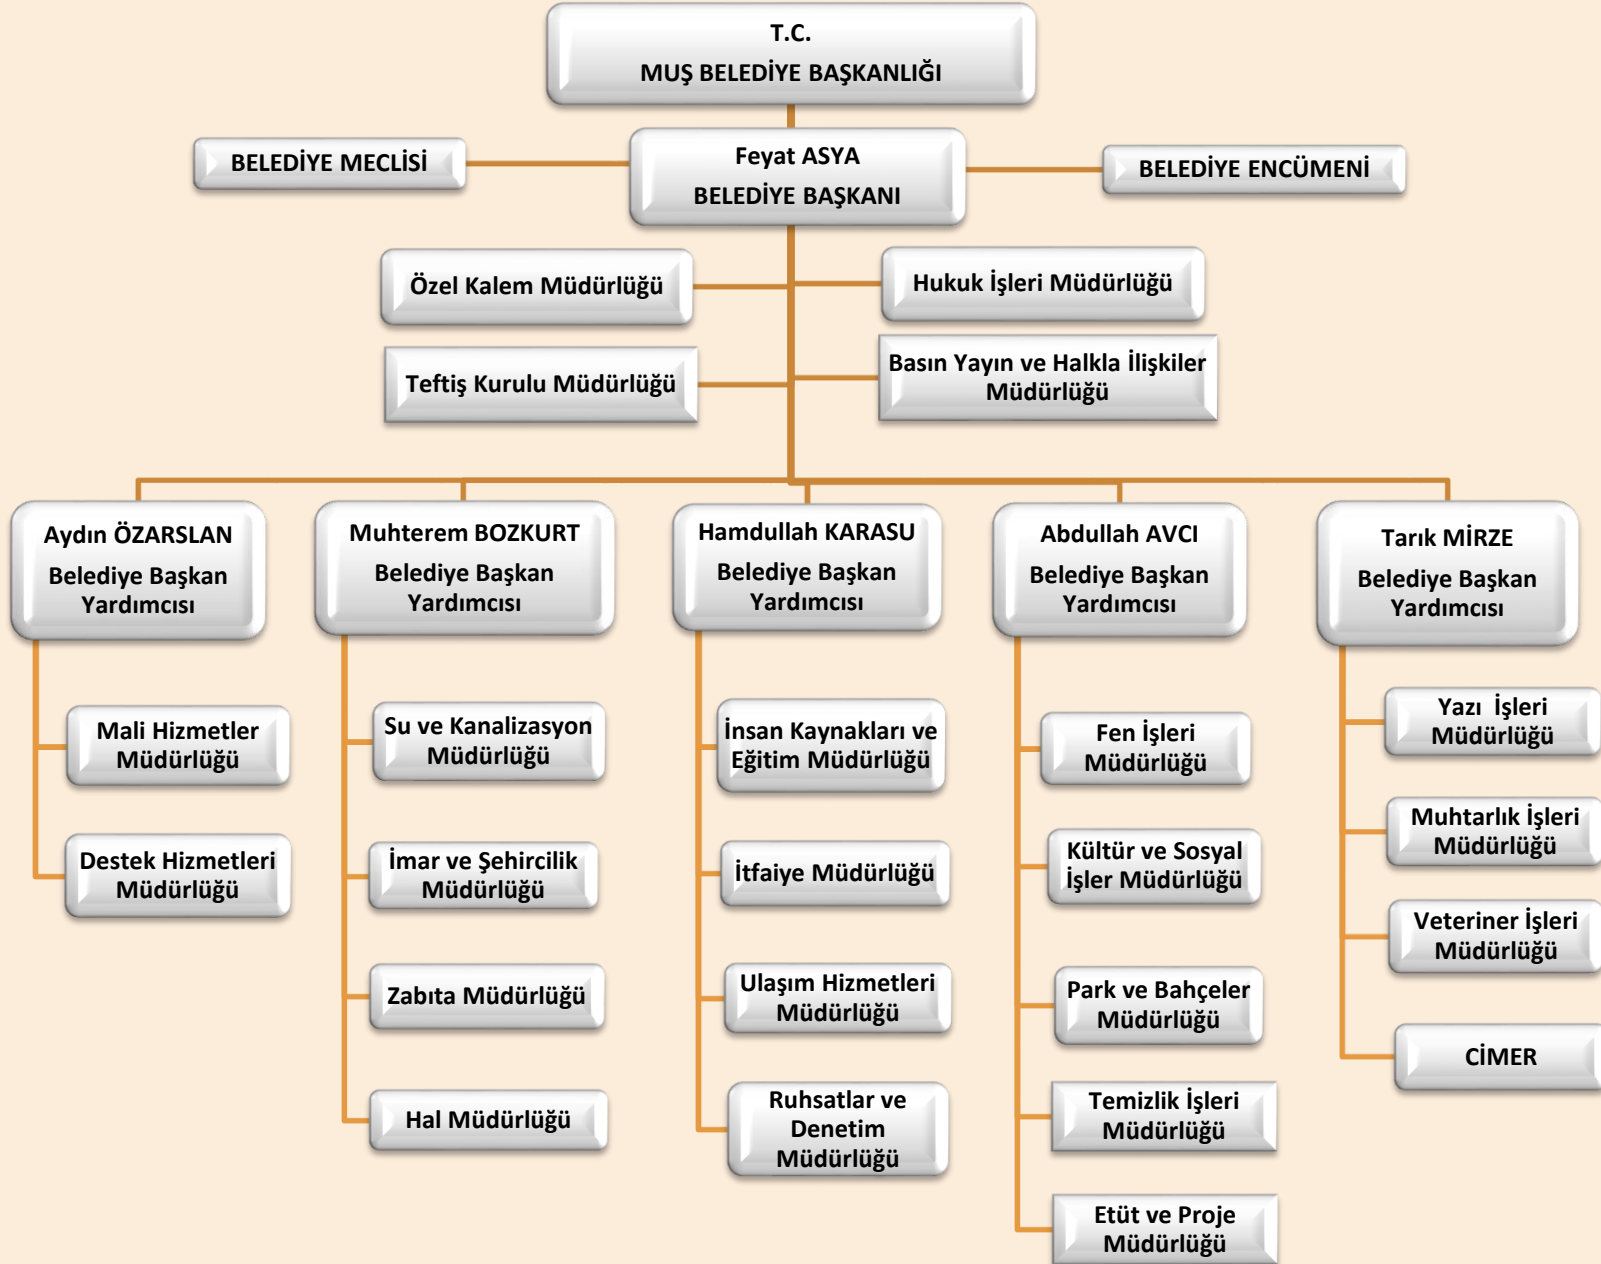 T.C.
MUŞ BELEDİYE BAŞKANLIĞI
BELEDİYE MECLİSİ
Feyat ASYA
BELEDİYE BAŞKANI
BELEDİYE ENCÜMENİ
Özel Kalem Müdürlüğü
Hukuk İşleri Müdürlüğü
Teftiş Kurulu Müdürlüğü
Basın Yayın ve Halkla İlişkiler
Müdürlüğü
Aydın ÖZARSLAN
Belediye Başkan
Yardımcısı
Mali Hizmetler
Müdürlüğü
Destek Hizmetleri
Müdürlüğü
Muhterem BOZKURT
Belediye Başkan
Yardımcısı
Su ve Kanalizasyon
Müdürlüğü
İmar ve Şehircilik
Müdürlüğü
Zabıta Müdürlüğü
Hal Müdürlüğü
Hamdullah KARASU
Belediye Başkan
Yardımcısı
İnsan Kaynakları ve
Eğitim Müdürlüğü
İtfaiye Müdürlüğü
Ulaşım Hizmetleri
Müdürlüğü
Ruhsatlar ve
Denetim
Müdürlüğü
Abdullah AVCI
Belediye Başkan
Yardımcısı
Fen İşleri
Müdürlüğü
Kültür ve Sosyal
İşler Müdürlüğü
Park ve Bahçeler
Müdürlüğü
Temizlik İşleri
Müdürlüğü
Etüt ve Proje
Müdürlüğü
Tarık MİRZE
Belediye Başkan
Yardımcısı
Yazı İşleri
Müdürlüğü
Muhtarlık İşleri
Müdürlüğü
Veteriner İşleri
Müdürlüğü
CİMER